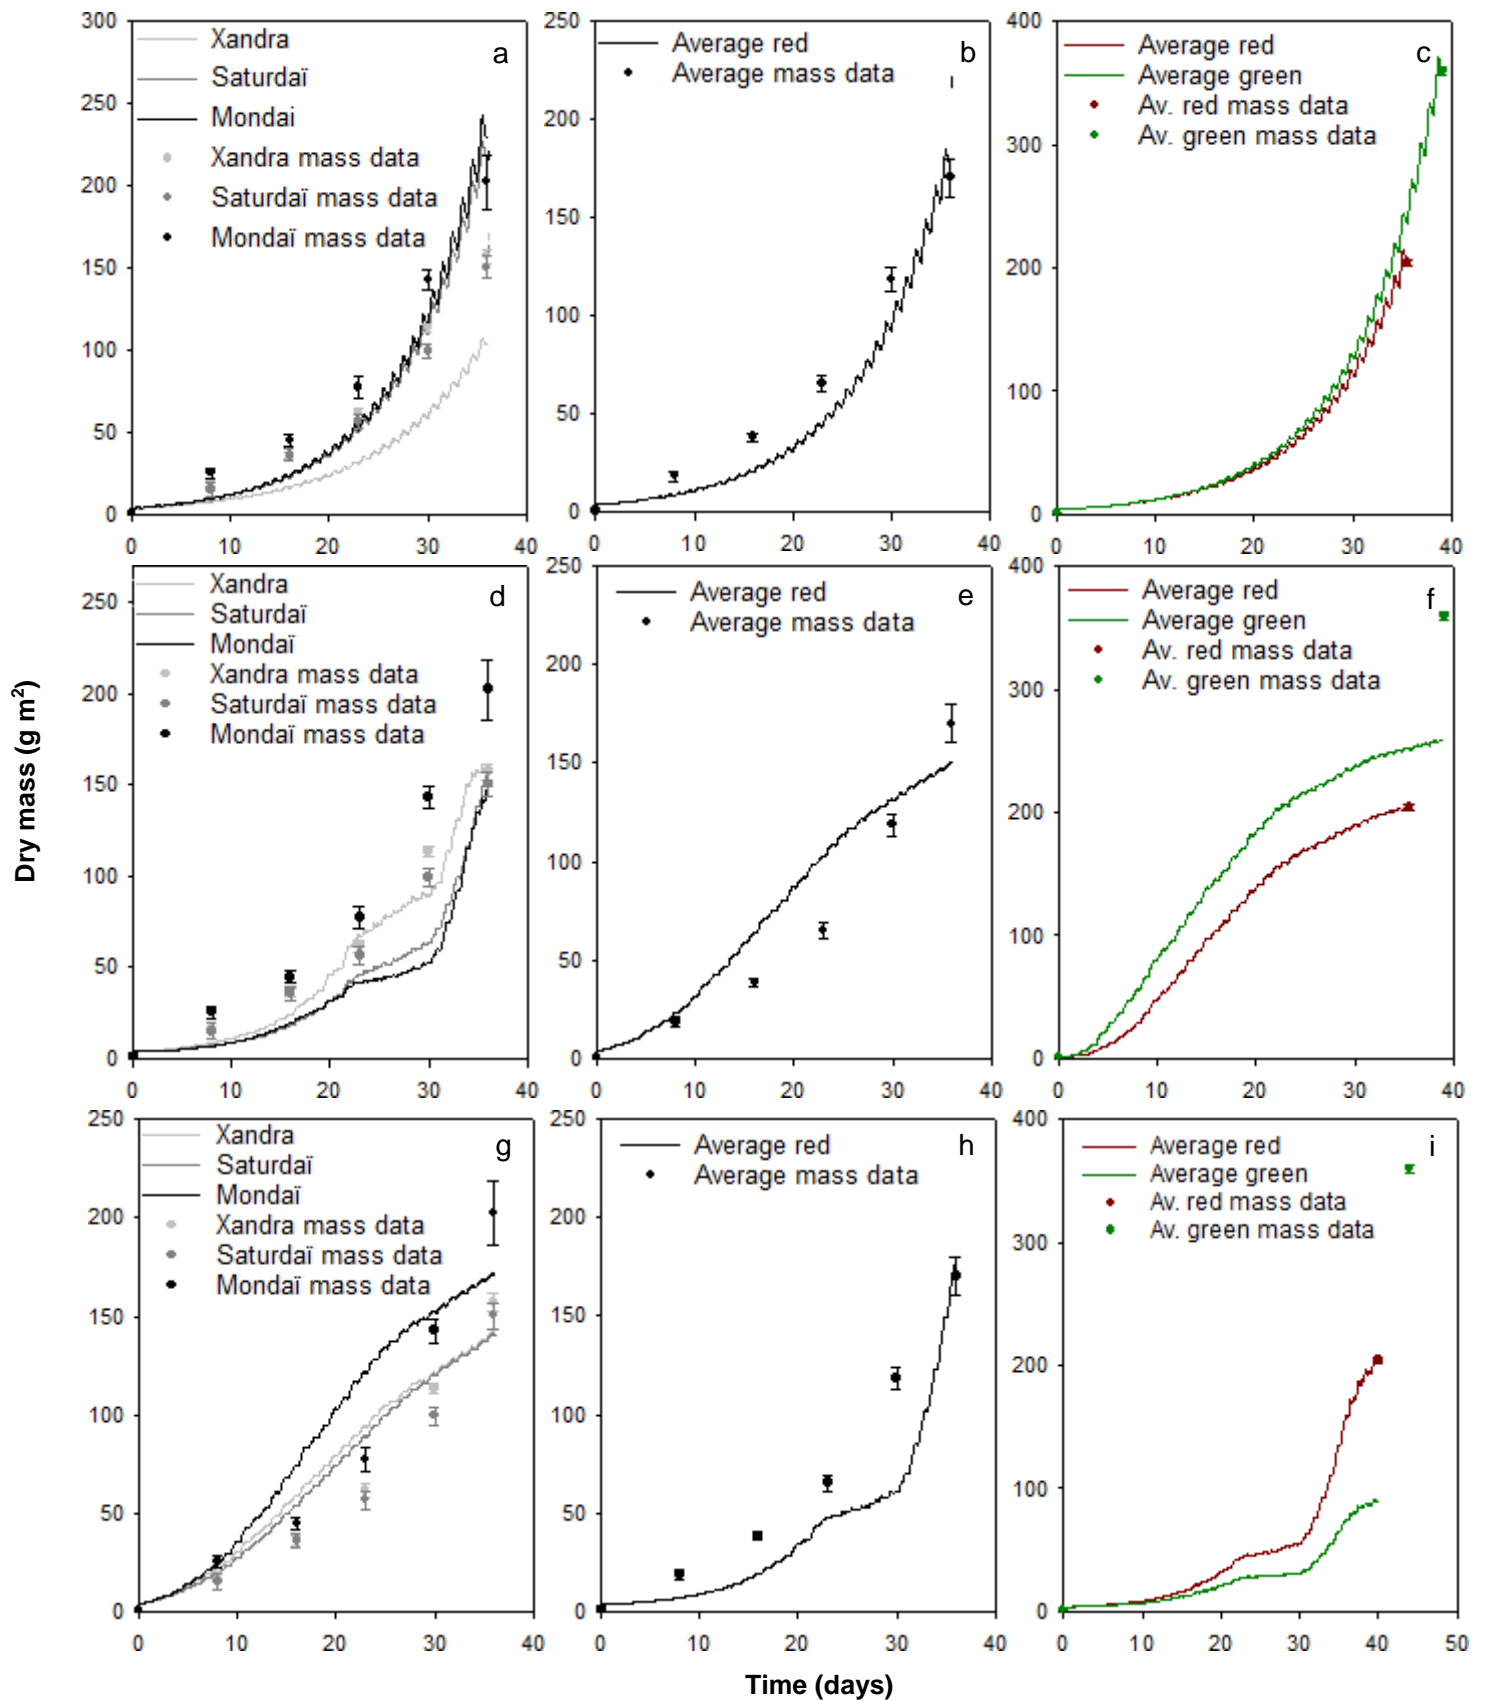 300
250
200
150
100
50
0
0 10 20 30 40
Xandra
Saturdaï
Mondai
Xandra mass data
Saturdaï mass data
Mondaï mass data
a
250
200
150
100
50
0
0 10 20 30 40
Average red
Average mass data
b
400
300
200
100
0
0 10 20 30 40
Average red
Average green
Av. red mass data
Av. green mass data
c
Dry mass (g m²)
250
200
150
100
50
0
0 10 20 30 40
Xandra
Saturdaï
Mondaï
Xandra mass data
Saturdaï mass data
Mondaï mass data
d
250
200
150
100
50
0
0 10 20 30 40
Average red
Average mass data
e
400
300
200
100
0
0 10 20 30 40
Average red
Average green
Av. red mass data
Av. green mass data
f
250
200
150
100
50
0
0 10 20 30 40
Xandra
Saturdaï
Mondaï
Xandra mass data
Saturdaï mass data
Mondaï mass data
g
250
200
150
100
50
0
0 10 20 30 40
Average red
Average mass data
h
400
300
200
100
0
0 10 20 30 40 50
Average red
Average green
Av. red mass data
Av. green mass data
i
Time (days)